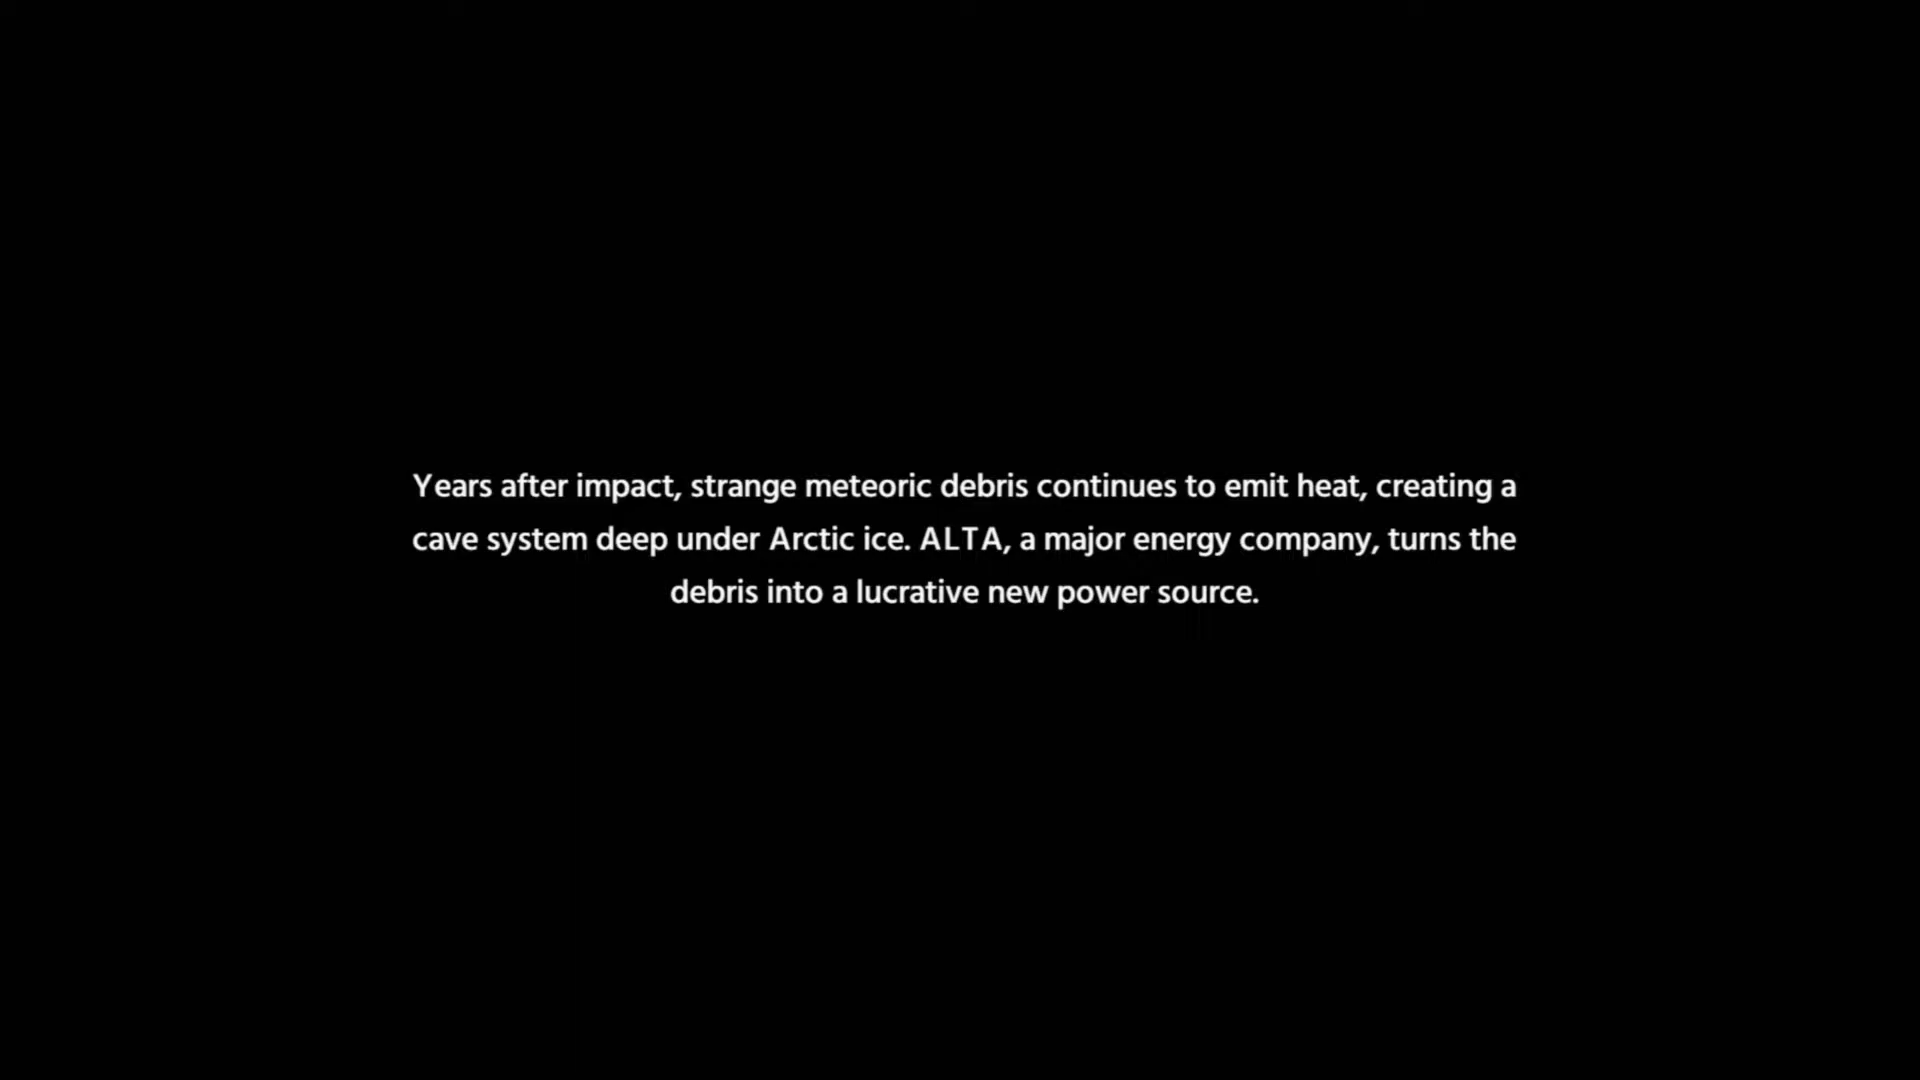 Years after impact, strange meteoric debris continues to emit heat, creating a
cave system deep under Arctic ice. ALTA, a major energy company, turns the
debris into a lucrative new power source.